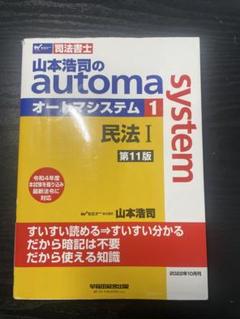 司法書士
山本浩司の
automa
system
オートマシステム 1
民法 I
第11版
令和4年度
本試験を織り込み
最新法令に
対応
山本浩司
すいすい読める⇒すいすい分かる
だから暗記は不要
だから使える知識
早稲田経営出版
2022年10月刊